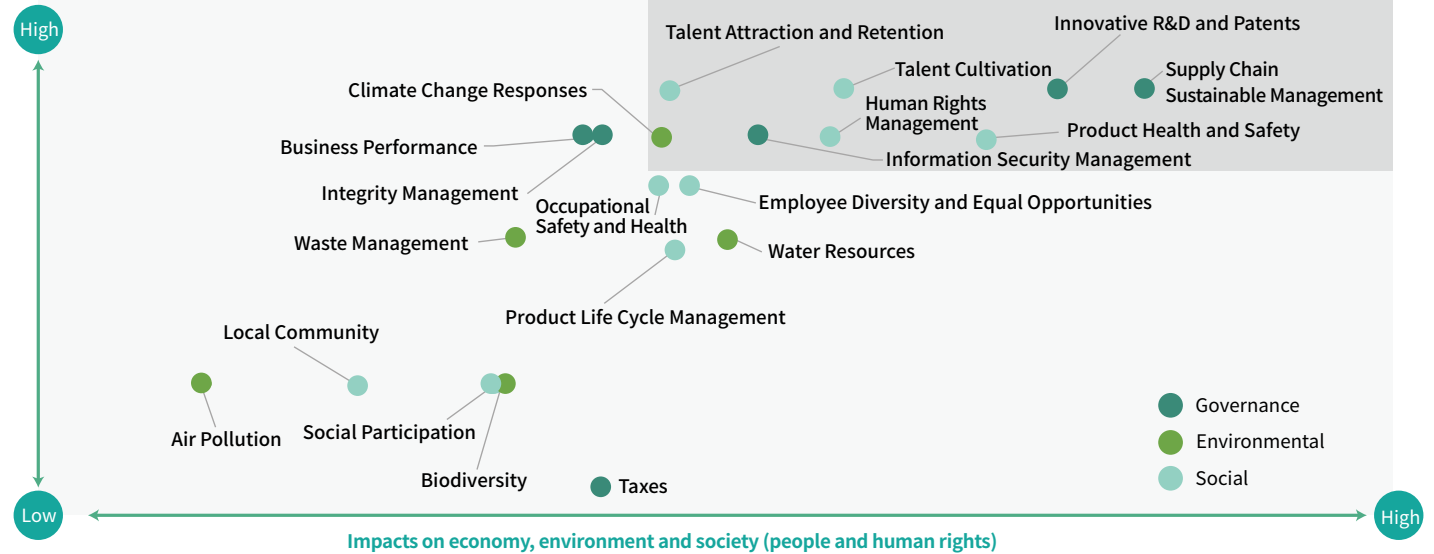 High
Talent Attraction and Retention
Innovative R&D and Patents
Climate Change Responses
Talent Cultivation
Supply Chain
Sustainable Management
Human Rights
Management
Product Health and Safety
Business Performance
Information Security Management
Integrity Management
Occupational
Safety and Health
Employee Diversity and Equal Opportunities
Waste Management
Water Resources
Product Life Cycle Management
Local Community
Air Pollution
Social Participation
Biodiversity
Taxes
Governance
Environmental
Social
Low
High
Impacts on economy, environment and society (people and human rights)